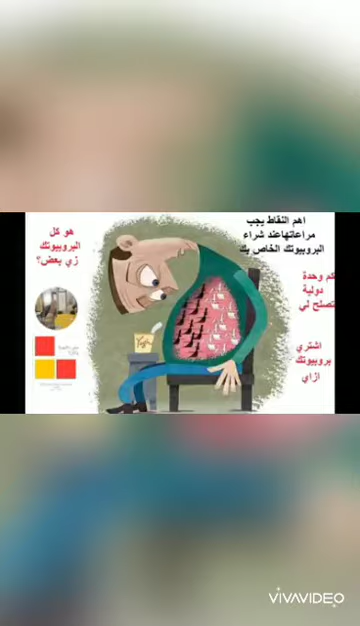 اهم النقاط يجب
مراعاتهاعند شراء
البروبيوتك الخاص بك
هو كل
البروبيوتك
زي بعض؟
كم وحدة
دولية
تصلح لي
اشتري
بروبيوتك
ازاي
VIVAVIDEO